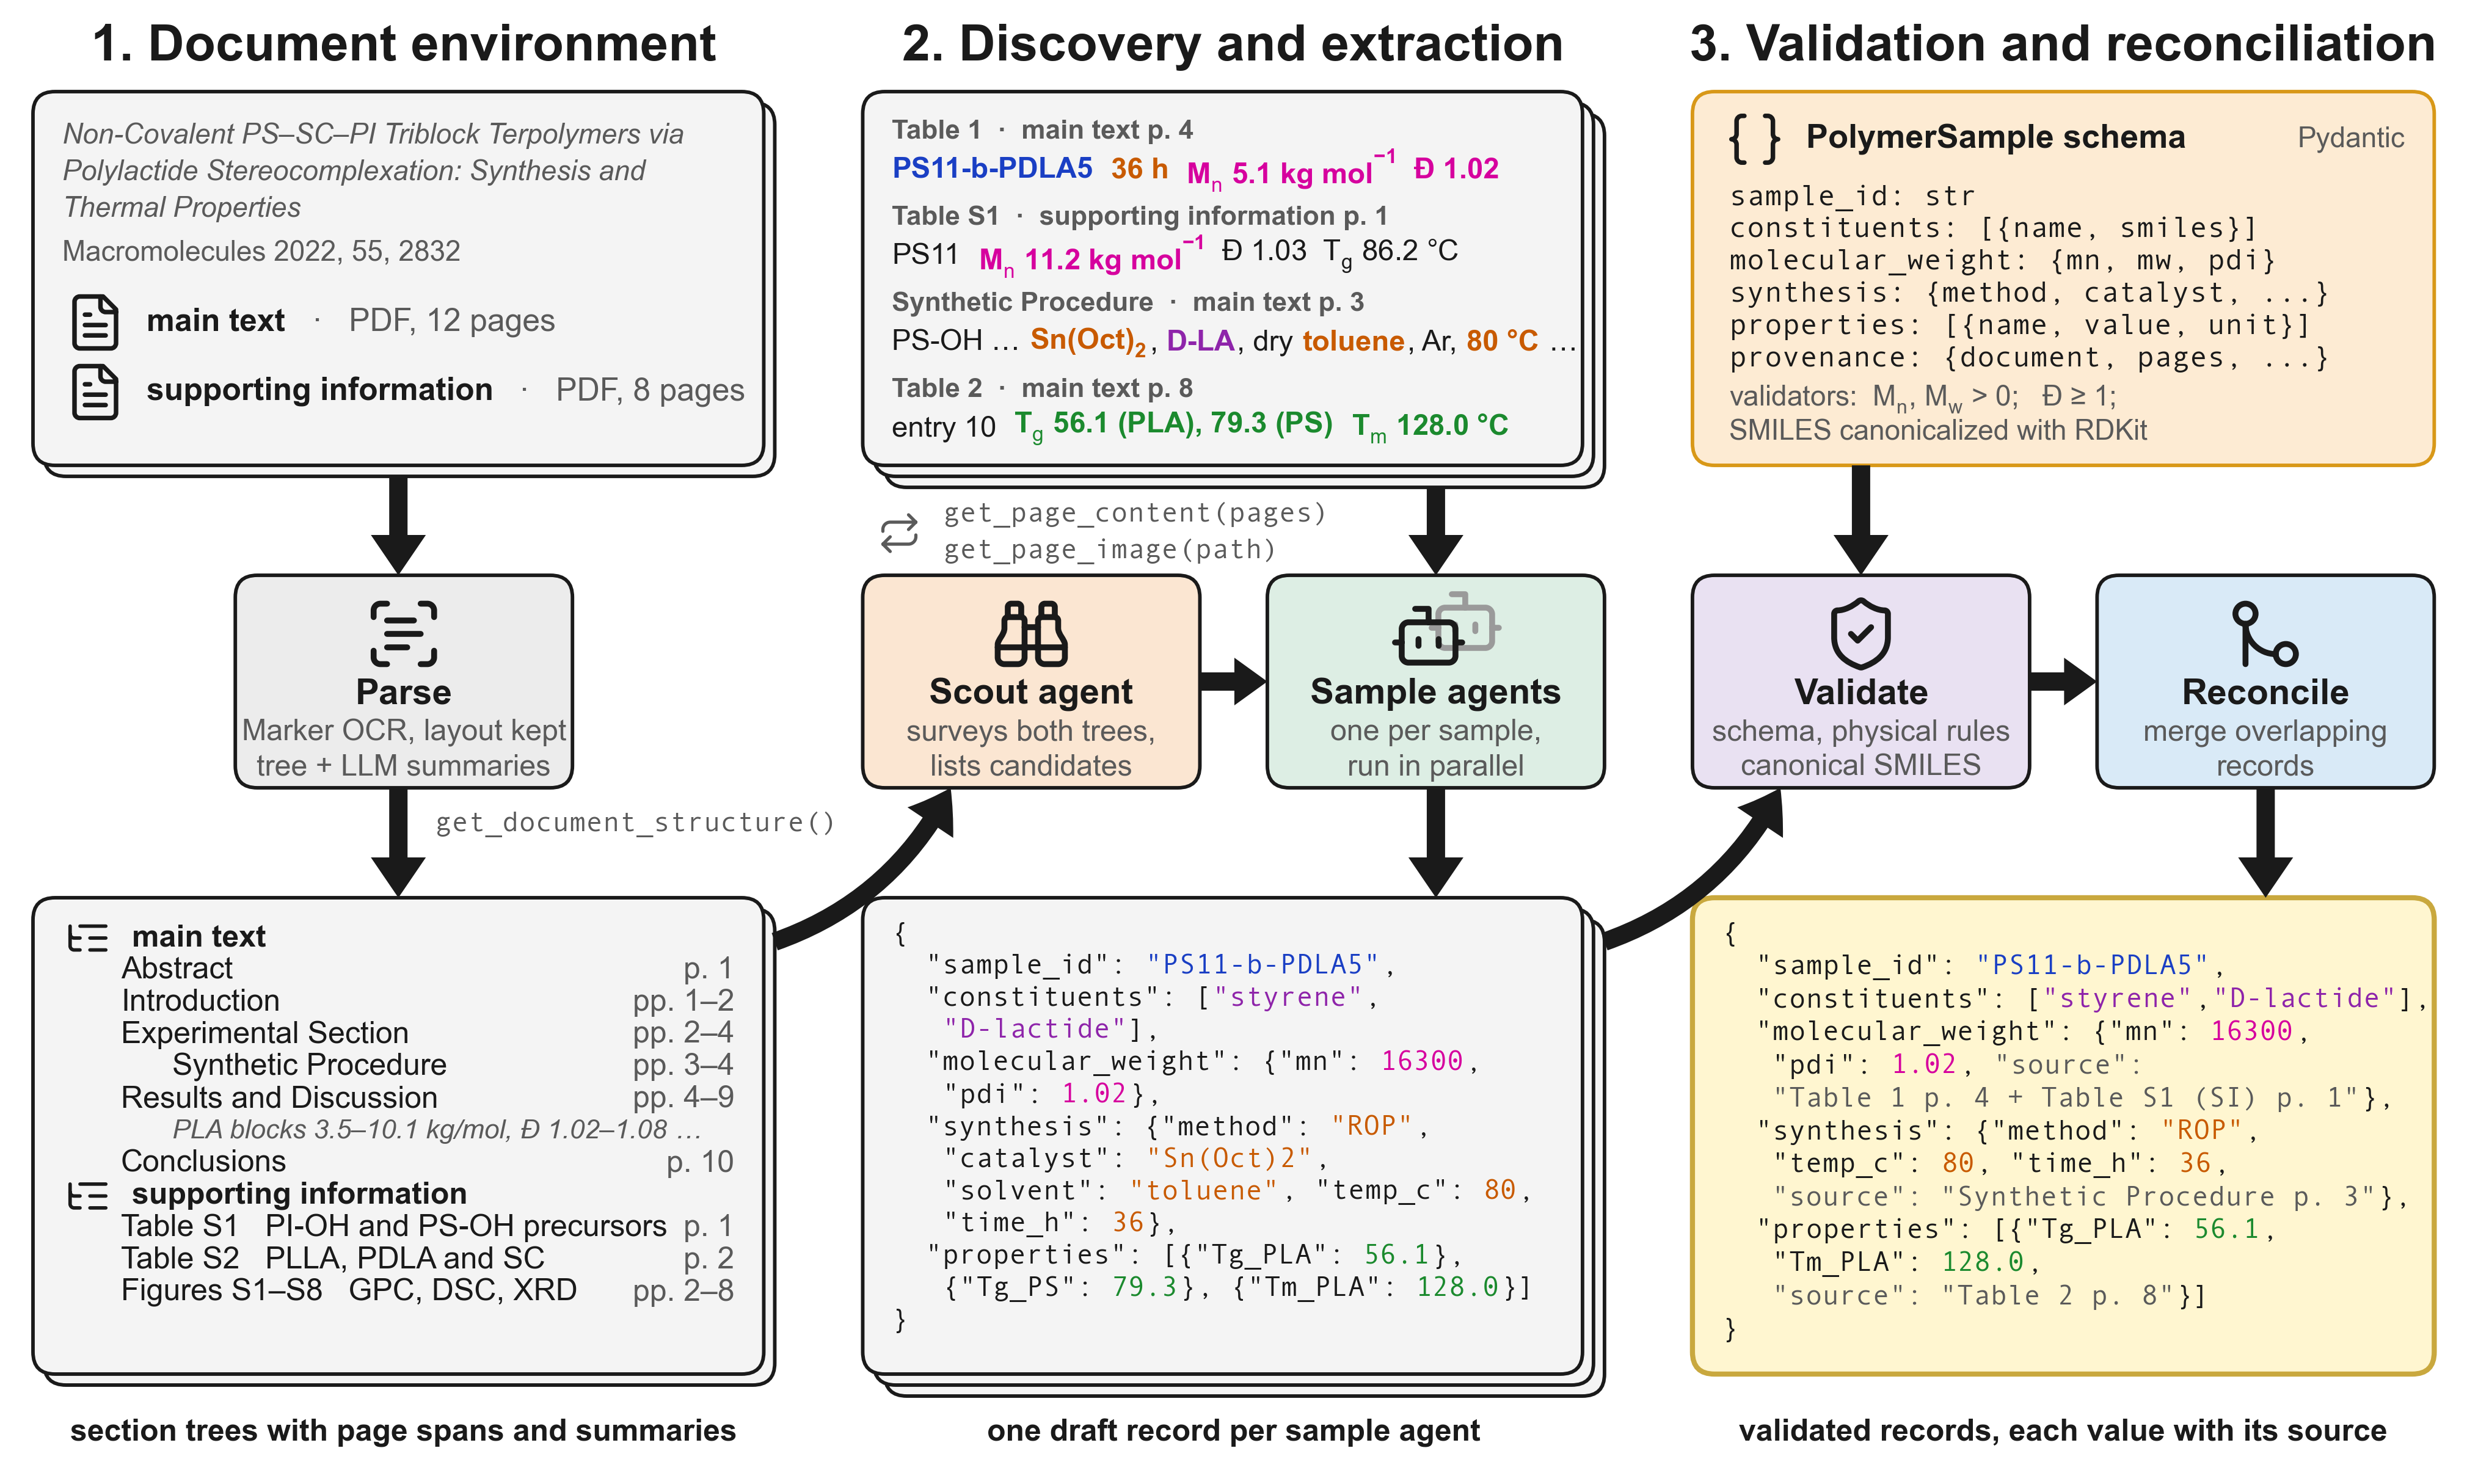 1. Document environment
Non-Covalent PS–SC–PI Triblock Terpolymers via
Polylactide Stereocomplexation: Synthesis and
Thermal Properties
Macromolecules 2022, 55, 2832
main text · PDF, 12 pages
supporting information · PDF, 8 pages
Parse
Marker OCR, layout kept
tree + LLM summaries
get_document_structure()
main text
Abstract p. 1
Introduction pp. 1–2
Experimental Section pp. 2–4
Synthetic Procedure pp. 3–4
Results and Discussion pp. 4–9
PLA blocks 3.5–10.1 kg/mol, Đ 1.02–1.08 …
Conclusions p. 10
supporting information
Table S1 PI-OH and PS-OH precursors p. 1
Table S2 PLLA, PDLA and SC p. 2
Figures S1–S8 GPC, DSC, XRD pp. 2–8
section trees with page spans and summaries
2. Discovery and extraction
Table 1 · main text p. 4
PS11-b-PDLA5 36 h Mn 5.1 kg mol−1 Đ 1.02
Table S1 · supporting information p. 1
PS11 Mn 11.2 kg mol−1 Đ 1.03 Tg 86.2 °C
Synthetic Procedure · main text p. 3
PS-OH … Sn(Oct)2, D-LA, dry toluene, Ar, 80 °C …
Table 2 · main text p. 8
entry 10 Tg 56.1 (PLA), 79.3 (PS) Tm 128.0 °C
get_page_content(pages)
get_page_image(path)
Scout agent
surveys both trees,
lists candidates
Sample agents
one per sample,
run in parallel
{
"sample_id": "PS11-b-PDLA5",
"constituents": ["styrene",
"D-lactide"],
"molecular_weight": {"mn": 16300,
"pdi": 1.02},
"synthesis": {"method": "ROP",
"catalyst": "Sn(Oct)2",
"solvent": "toluene", "temp_c": 80,
"time_h": 36},
"properties": [{"Tg_PLA": 56.1},
{"Tg_PS": 79.3}, {"Tm_PLA": 128.0}]
}
one draft record per sample agent
3. Validation and reconciliation
{ } PolymerSample schema Pydantic
sample_id: str
constituents: [{name, smiles}]
molecular_weight: {mn, mw, pdi}
synthesis: {method, catalyst, ...}
properties: [{name, value, unit}]
provenance: {document, pages, ...}
validators: Mn, Mw > 0; Đ ≥ 1;
SMILES canonicalized with RDKit
Validate
schema, physical rules
canonical SMILES
Reconcile
merge overlapping
records
{
"sample_id": "PS11-b-PDLA5",
"constituents": ["styrene","D-lactide"],
"molecular_weight": {"mn": 16300,
"pdi": 1.02, "source":
"Table 1 p. 4 + Table S1 (SI) p. 1"},
"synthesis": {"method": "ROP",
"temp_c": 80, "time_h": 36,
"source": "Synthetic Procedure p. 3"},
"properties": [{"Tg_PLA": 56.1,
"Tm_PLA": 128.0,
"source": "Table 2 p. 8"}]
}
validated records, each value with its source